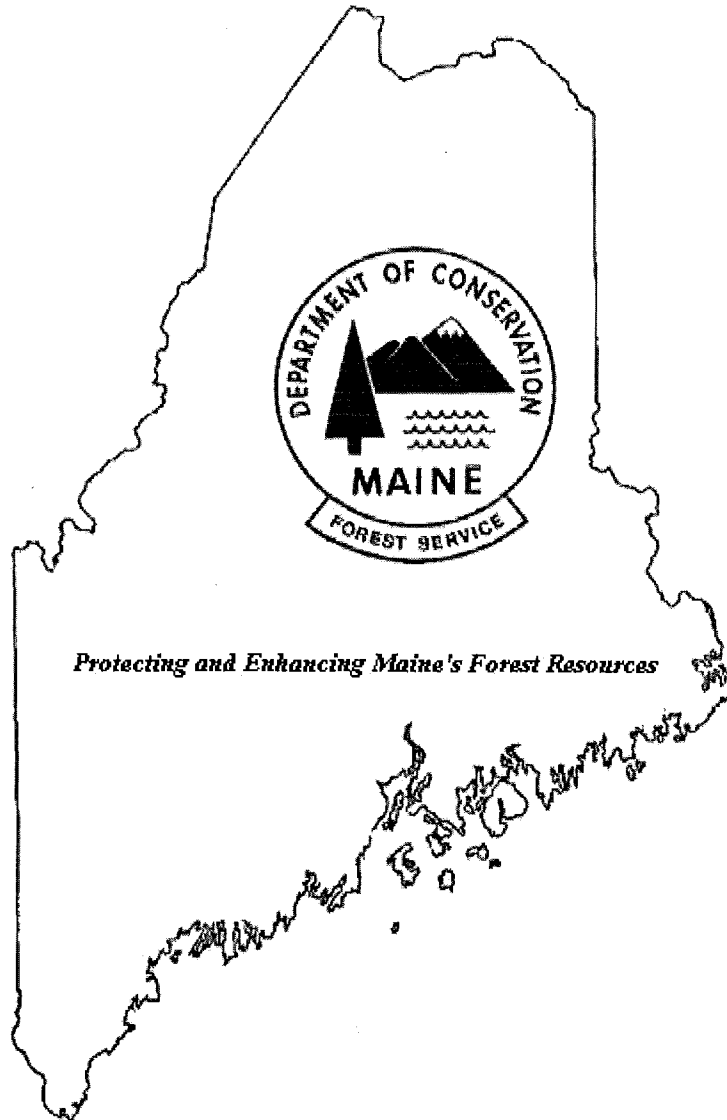 DEPARTMENT OF CONSERVATION
MAINE
FOREST SERVICE
Protecting and Enhancing Maine's Forest Resources